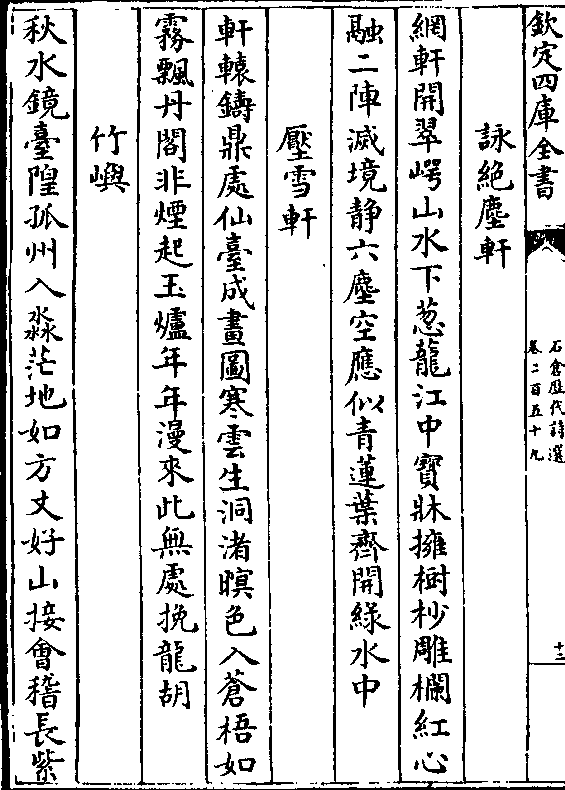 欽定四庫全書
石倉歴代詩選
卷二百五十九
十二
詠絶塵軒
網軒開翠崿山水下葱龍江中寳牀擁樹杪雕欄紅心
融二陣滅境静六塵空應似青蓮葉齊開緑水中
壓雪軒
軒轅鑄鼎處仙臺成畫圖寒雲生洞渚暝色入蒼梧如
霧飄丹閣非煙起玉爐年年漫來此無處挽龍胡
竹嶼
秋水鏡臺隍孤州入淼茫地如方丈好山接會稽長紫